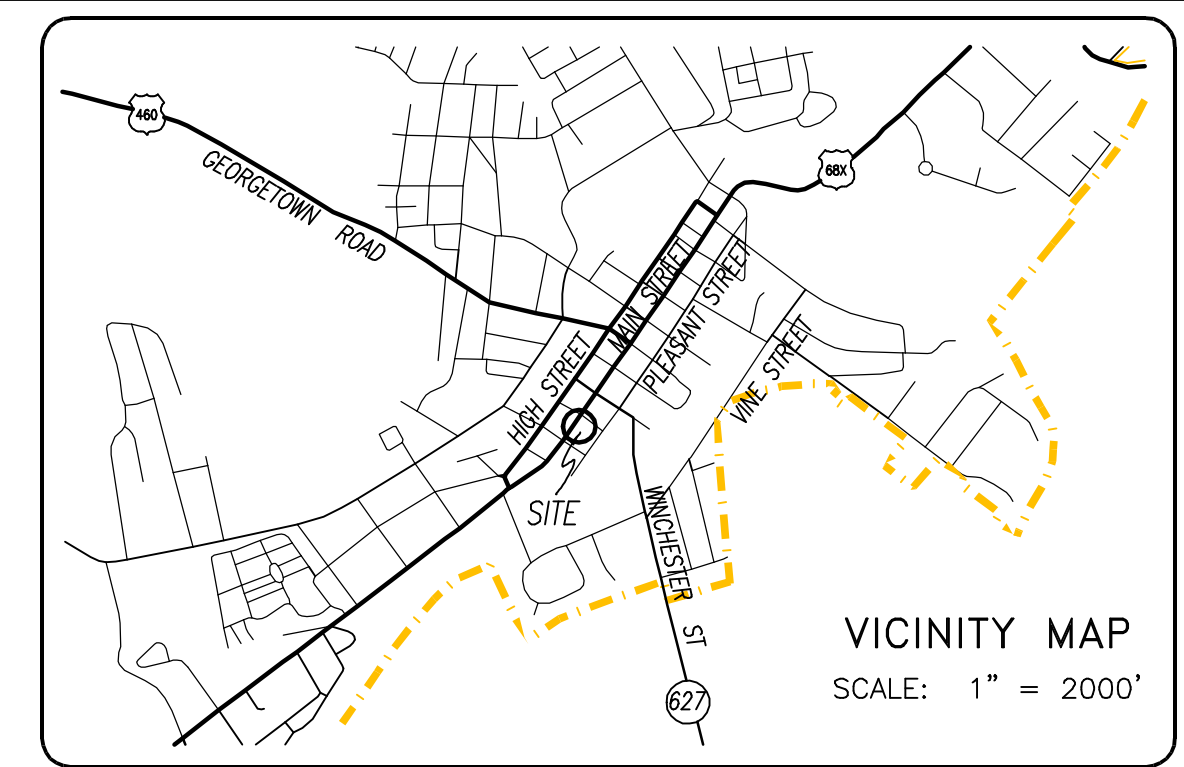 460
GEORGETOWN ROAD
68X
MAIN STREET
PLEASANT STREET
HIGH STREET
VINE STREET
SITE
WINCHESTER ST
627
VICINITY MAP
SCALE: 1" = 2000'